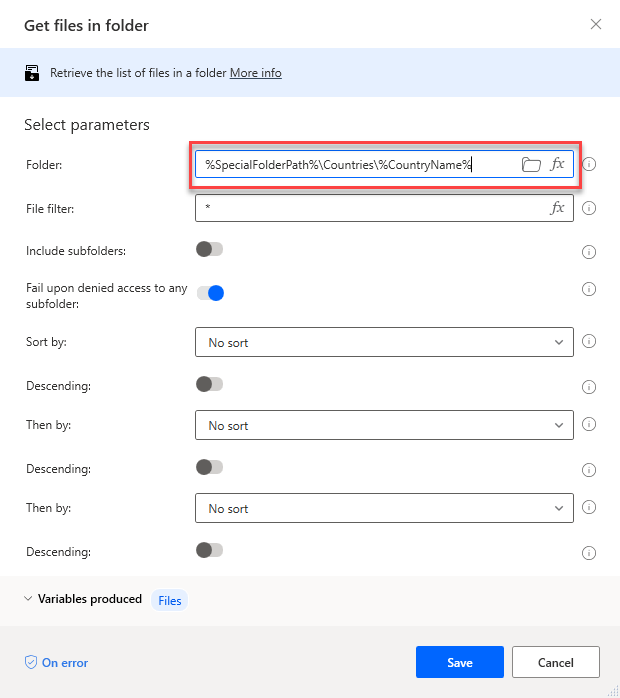 Get files in folder
Retrieve the list of files in a folder More info
Select parameters
Folder: %SpecialFolderPath%\Countries\%CountryName% fx
File filter: * fx
Include subfolders:
Fail upon denied access to any
subfolder:
Sort by: No sort
Descending:
Then by: No sort
Descending:
Then by: No sort
Descending:
Variables produced Files
On error Save Cancel